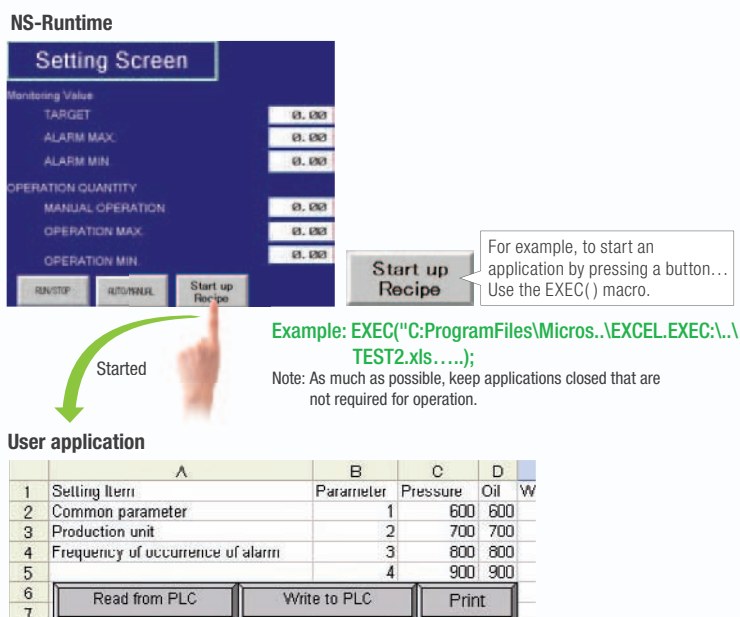 NS-Runtime
Setting Screen
Monitoring Value
TARGET 0.00
ALARM MAX. 0.00
ALARM MIN 0.00
OPERATION QUANTITY
MANUAL OPERATION 0.00
OPERATION MAX. 0.00
OPERATION MIN. 0.00
RUN/STOP AUTO/MANUAL Start up
Recipe
Start up
Recipe
For example, to start an
application by pressing a button…
Use the EXEC( ) macro.
Example: EXEC("C:ProgramFiles\Micros..\EXCEL.EXEC:\..\
TEST2.xls…..);
Note: As much as possible, keep applications closed that are
not required for operation.
Started
User application
A B C D
1 Setting Item Parameter Pressure Oil W
2 Common parameter 1 600 600
3 Production unit 2 700 700
4 Frequency of occurrence of alarm 3 800 800
5 4 900 900
6 Read from PLC Write to PLC Print
7